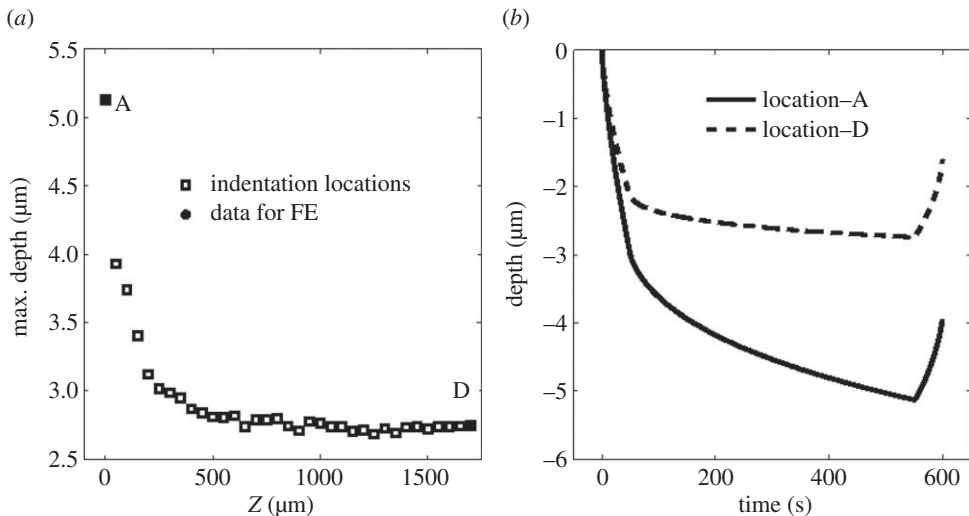 (a)
5.5
5.0
4.5
4.0
3.5
3.0
2.5
max. depth (μm)
A
indentation locations
data for FE
D
0
500
1000
1500
Z (μm)
(b)
0
−1
−2
−3
−4
−5
−6
depth (μm)
location–A
location–D
0
200
400
600
time (s)